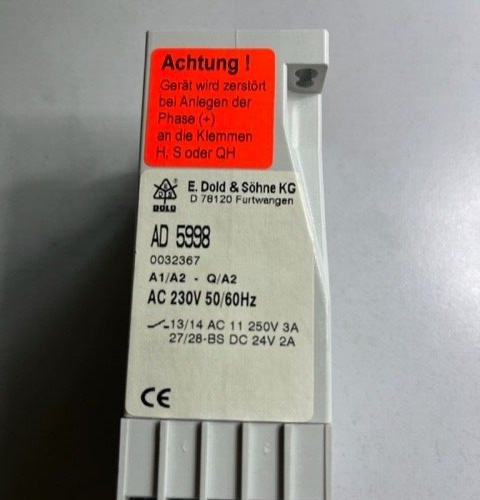 Achtung !
Gerät wird zerstört
bei Anlegen der
Phase (+)
an die Klemmen
H, S oder QH
DOLD
E. Dold & Söhne KG
D 78120 Furtwangen
AD 5998
0032367
A1/A2 - Q/A2
AC 230V 50/60Hz
13/14 AC 11 250V 3A
27/28-BS DC 24V 2A
CE